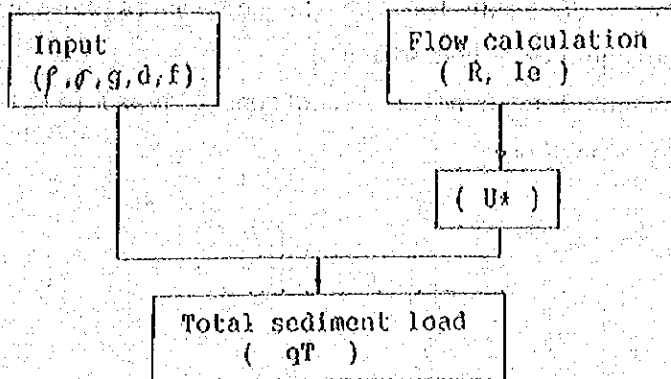 Input
(ρ,σ,g,d,f)
Flow calculation
( R, Ie )
( U* )
Total sediment load
( qT )